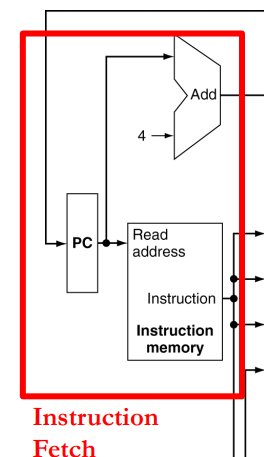 Add
4
PC
Read
address
Instruction
Instruction
memory
Instruction
Fetch